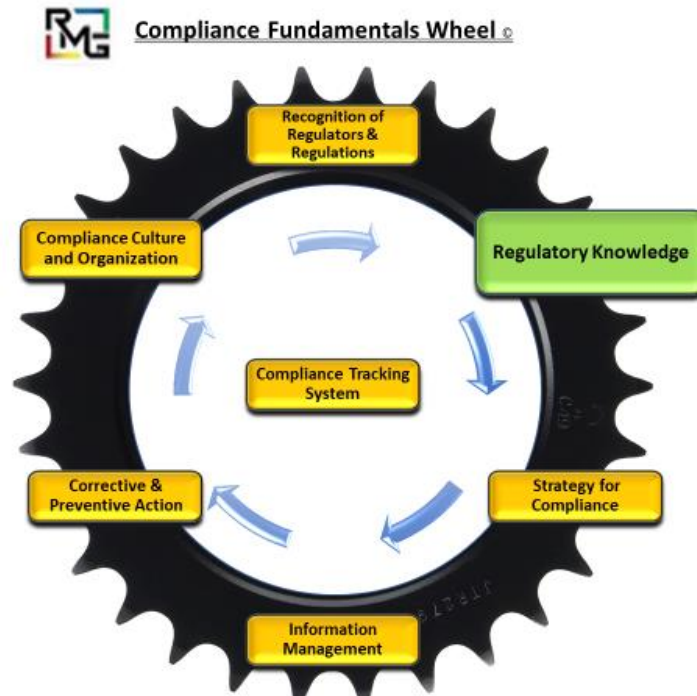 RMG
Compliance Fundamentals Wheel ©
Recognition of
Regulators &
Regulations
Compliance Culture
and Organization
Regulatory Knowledge
Compliance Tracking
System
Corrective &
Preventive Action
Strategy for
Compliance
Information
Management